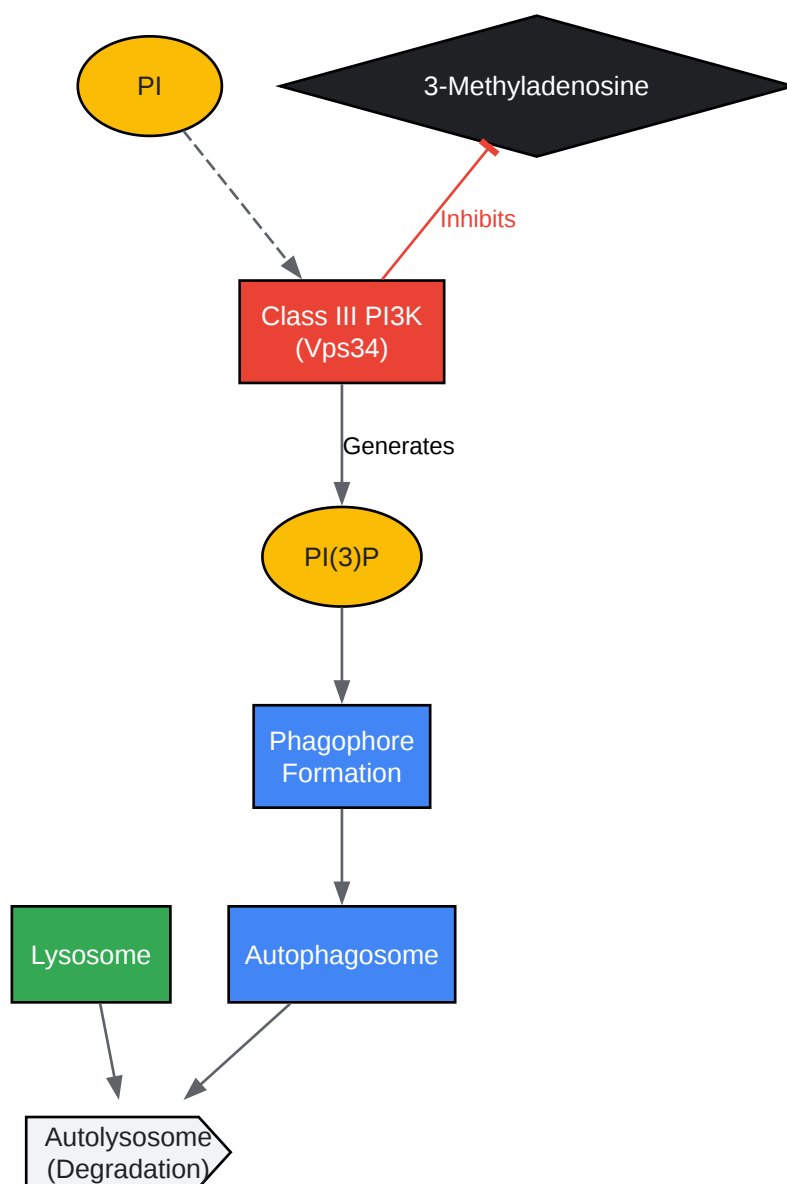 PI
3-Methyladenosine
Inhibits
Class III PI3K
(Vps34)
Generates
PI(3)P
Phagophore
Formation
Lysosome
Autophagosome
Autolysosome
(Degradation)